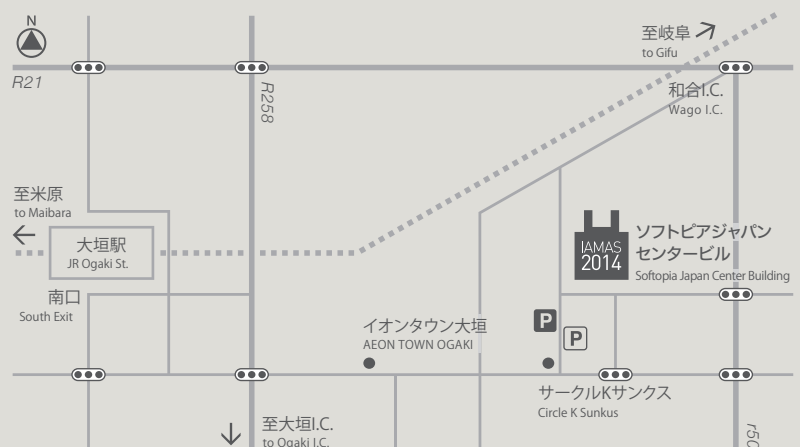 N
至岐阜
to Gifu
R21
R258
和合I.C.
Wago I.C.
至米原
to Maibara
大垣駅
JR Ogaki St.
IAMAS
2014
ソフトピアジャパン
センタービル
Softopia Japan Center Building
南口
South Exit
イオンタウン大垣
AEON TOWN OGAKI
P
P
サークルKサンクス
Circle K Sunkus
至大垣I.C.
to Ogaki I.C.